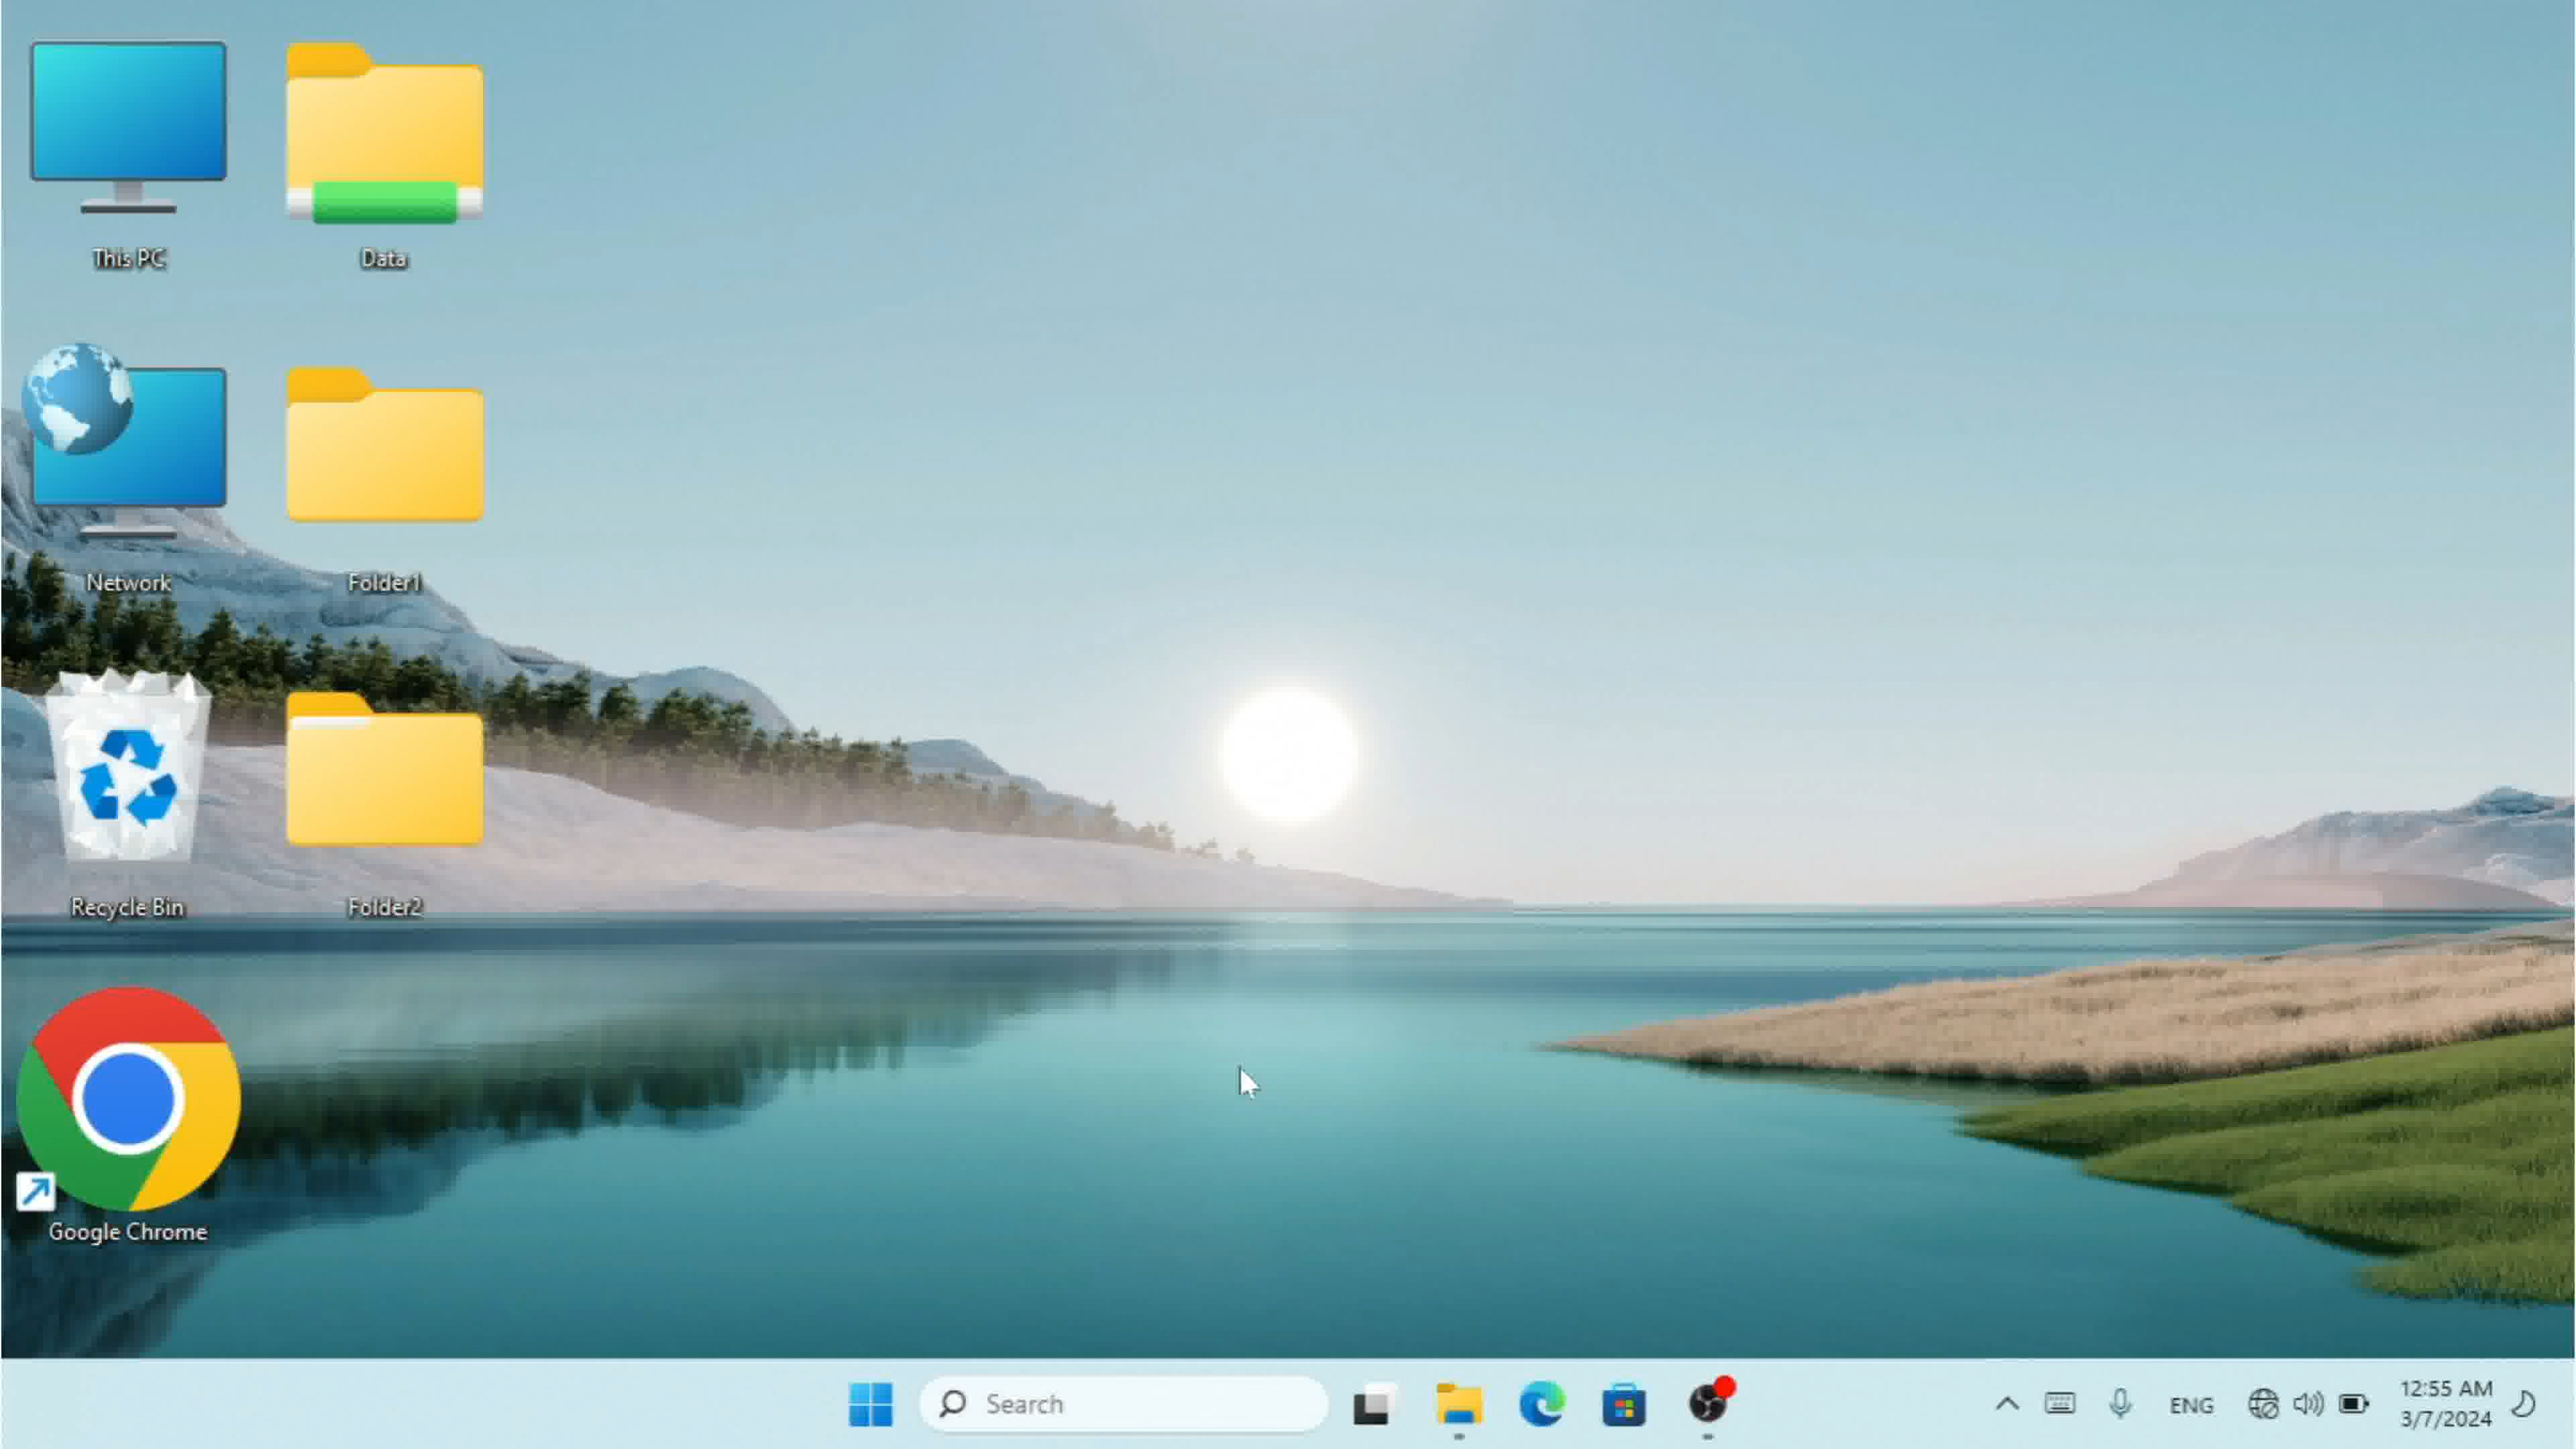 This PC
Data
Network
Folder1
Recycle Bin
Folder2
Google Chrome
Search
ENG
12:55 AM
3/7/2024